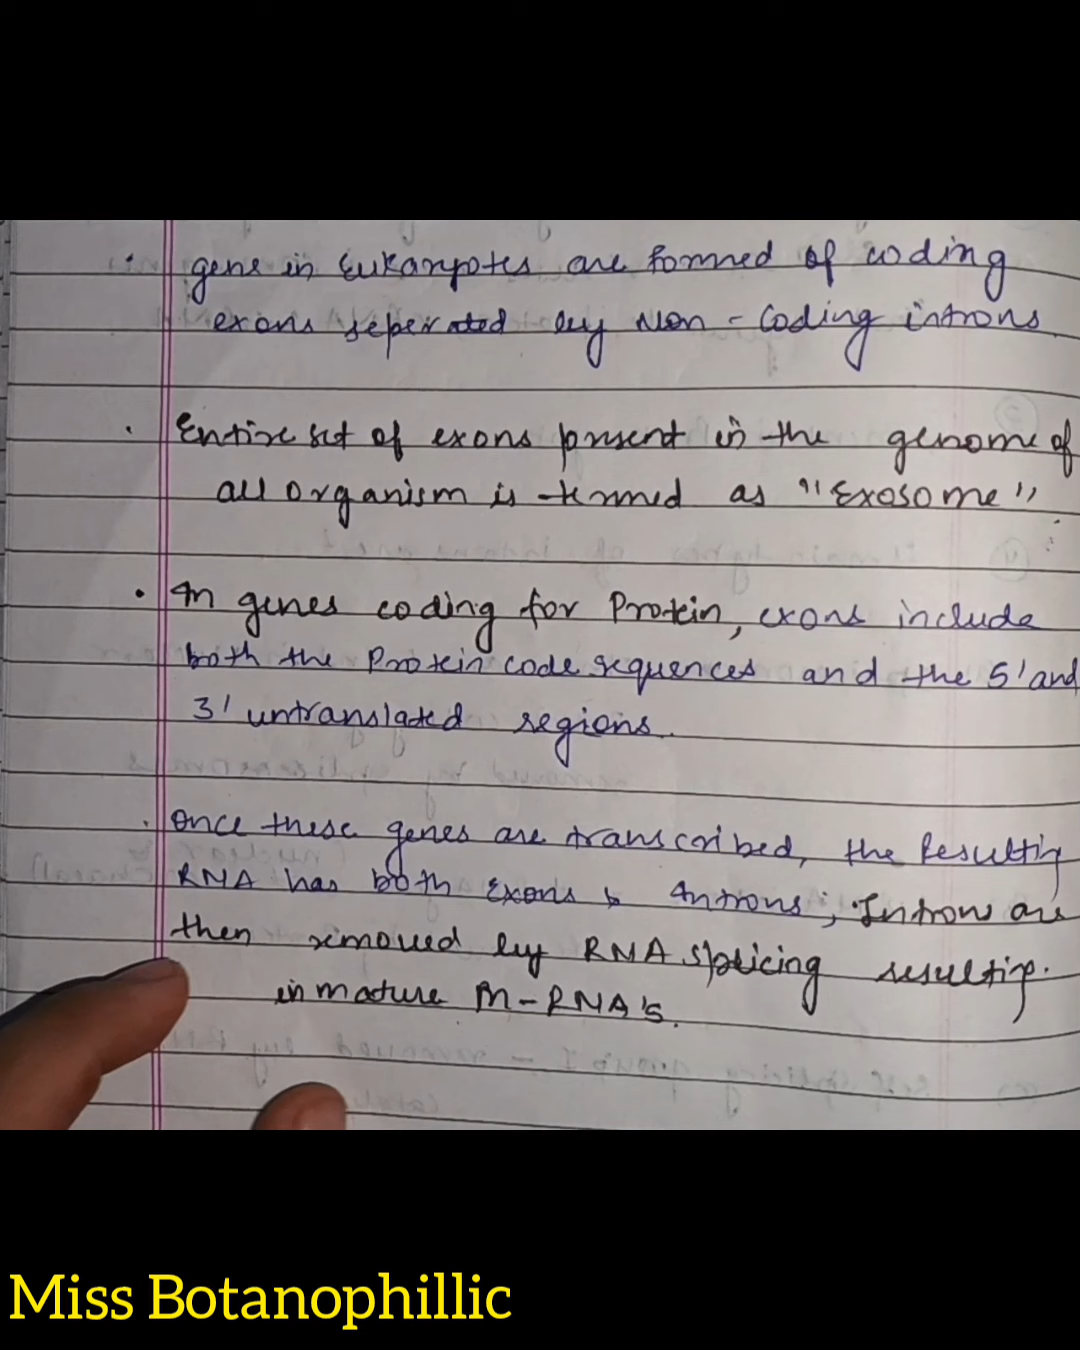 gene in Eukaryotes are formed of coding
exons seperated by Non - Coding introns
Entire set of exons present in the genome of
all organism is termed as "Exosome"
In genes coding for Protein, exons include
both the Protein code sequences and the 5' and
3' untranslated regions.
Once these genes are transcribed, the Resulting
RNA has both Exons & Introns; Introns are
then removed by RNA splicing resulting.
in mature m-RNA's.
Miss Botanophillic